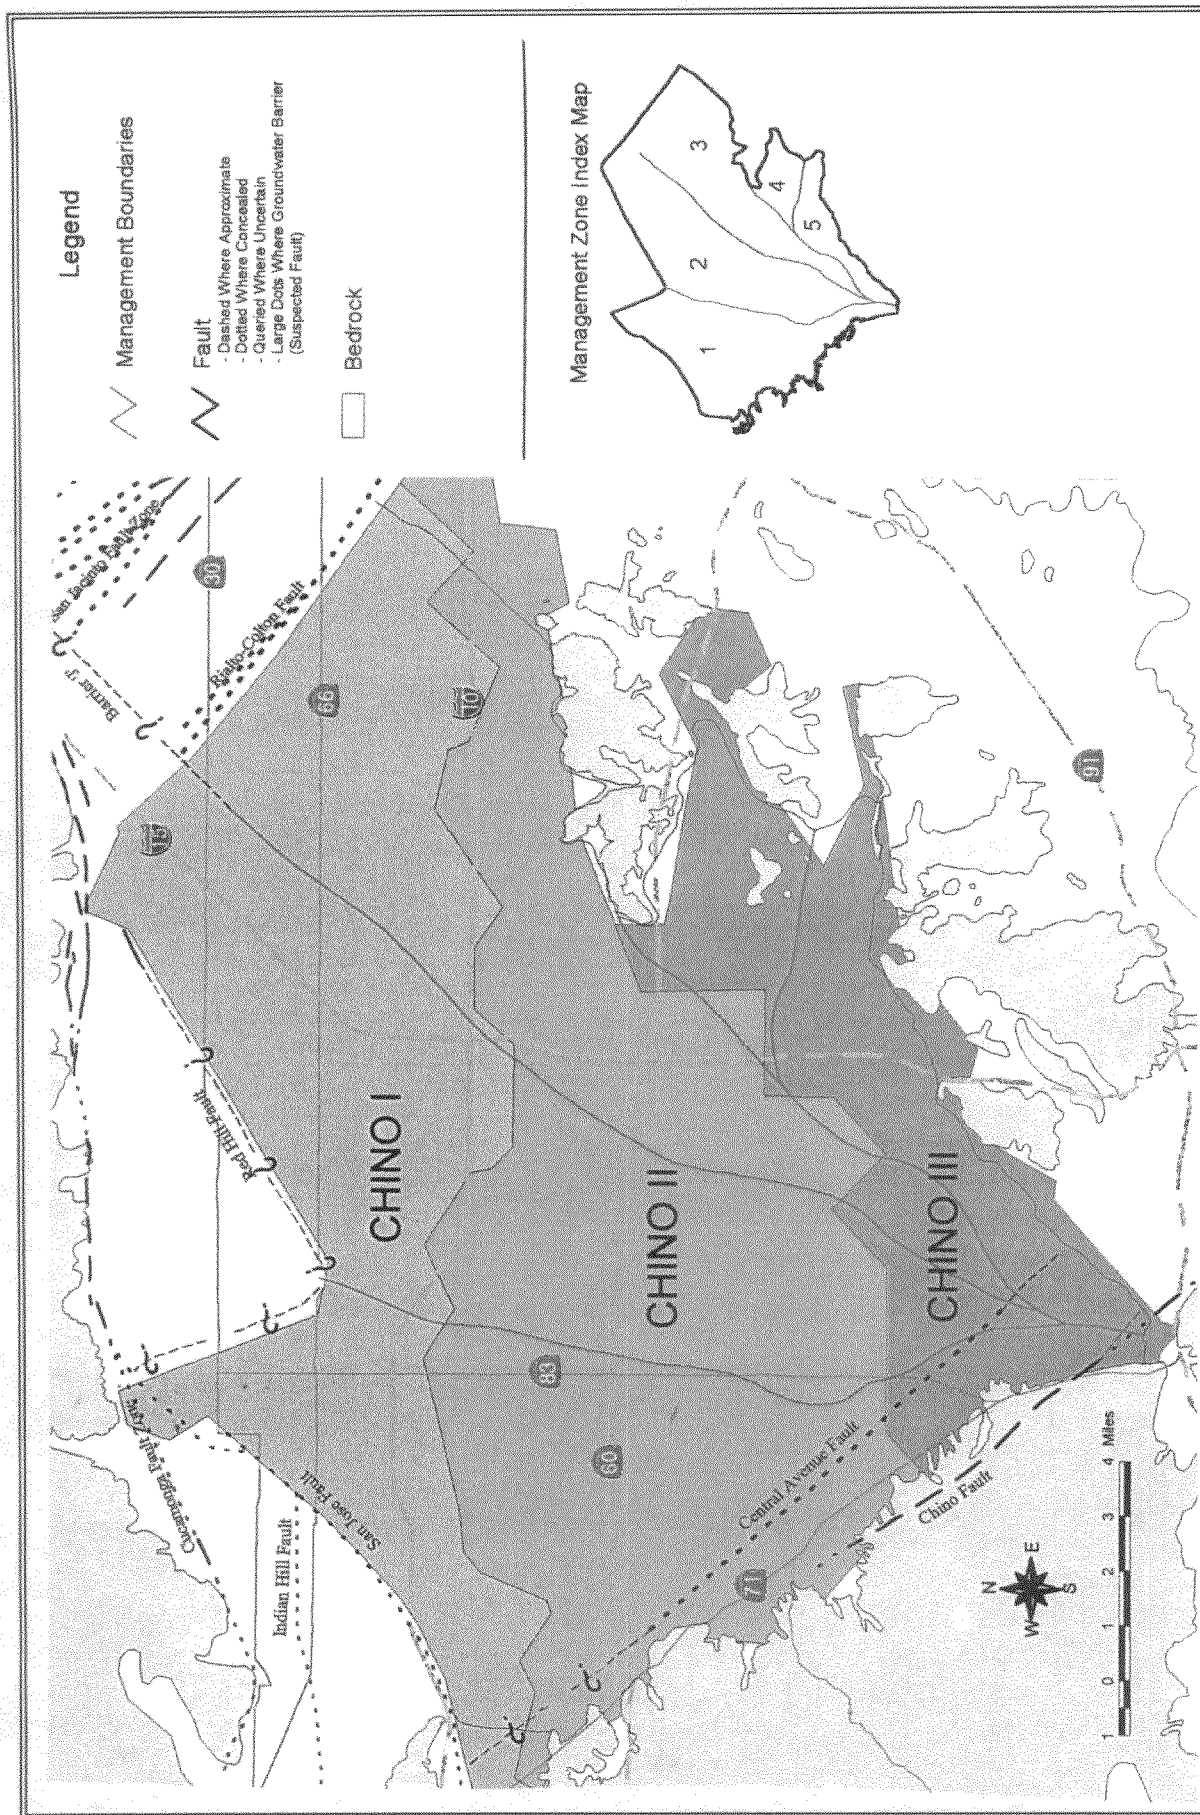 Legend
Management Boundaries
Fault
- Dashed Where Approximate
- Dotted Where Concealed
- Queried Where Uncertain
- Large Dots Where Groundwater Barrier
(Suspected Fault)
Bedrock
Management Zone Index Map
1
2
3
4
5
San Jacinto Fault Zone
Barrier "J"
Rialto-Colton Fault
30
66
10
15
?
?
Red Hill Fault
?
?
?
?
?
Cucamonga Fault Zone
Indian Hill Fault
San Jose Fault
CHINO I
CHINO II
CHINO III
83
60
71
91
Central Avenue Fault
Chino Fault
?
?
N
W
E
S
1 0 1 2 3 4 Miles